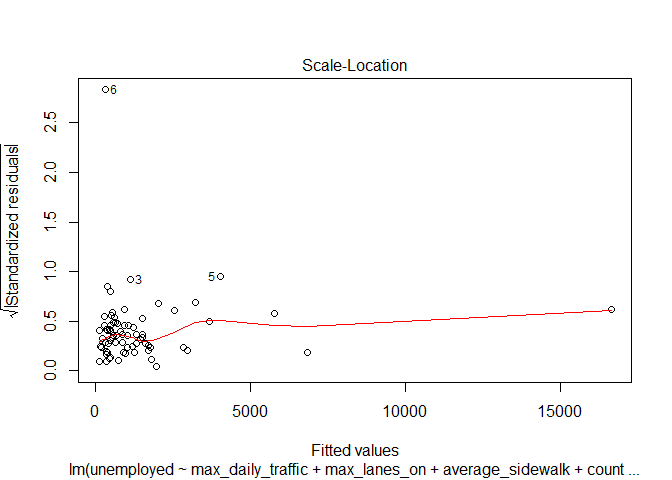 Scale-Location
√|Standardized residuals|
2.5
2.0
1.5
1.0
0.5
0.0
6
3
5
0 5000 10000 15000
Fitted values
lm(unemployed ~ max_daily_traffic + max_lanes_on + average_sidewalk + count ...